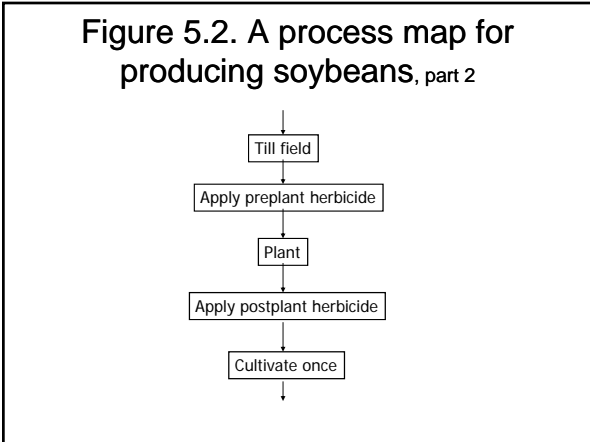 Figure 5.2. A process map for
producing soybeans, part 2
Till field
Apply preplant herbicide
Plant
Apply postplant herbicide
Cultivate once